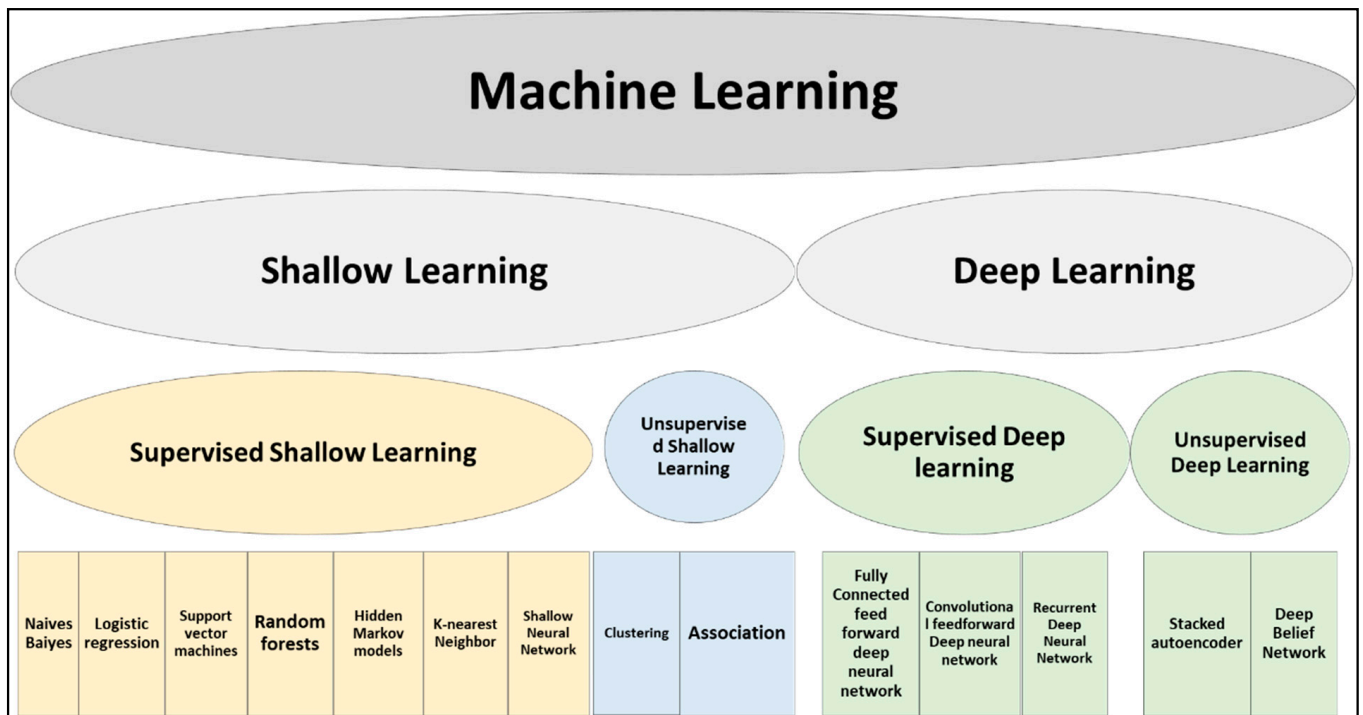 Machine Learning
Shallow Learning
Deep Learning
Supervised Shallow Learning
Unsupervise
d Shallow
Learning
Supervised Deep
learning
Unsupervised
Deep Learning
Naives
Baiyes
Logistic
regression
Support
vector
machines
Random
forests
Hidden
Markov
models
K-nearest
Neighbor
Shallow
Neural
Network
Clustering
Association
Fully
Connected
feed
forward
deep
neural
network
Convolutiona
l feedforward
Deep neural
network
Recurrent
Deep
Neural
Network
Stacked
autoencoder
Deep
Belief
Network